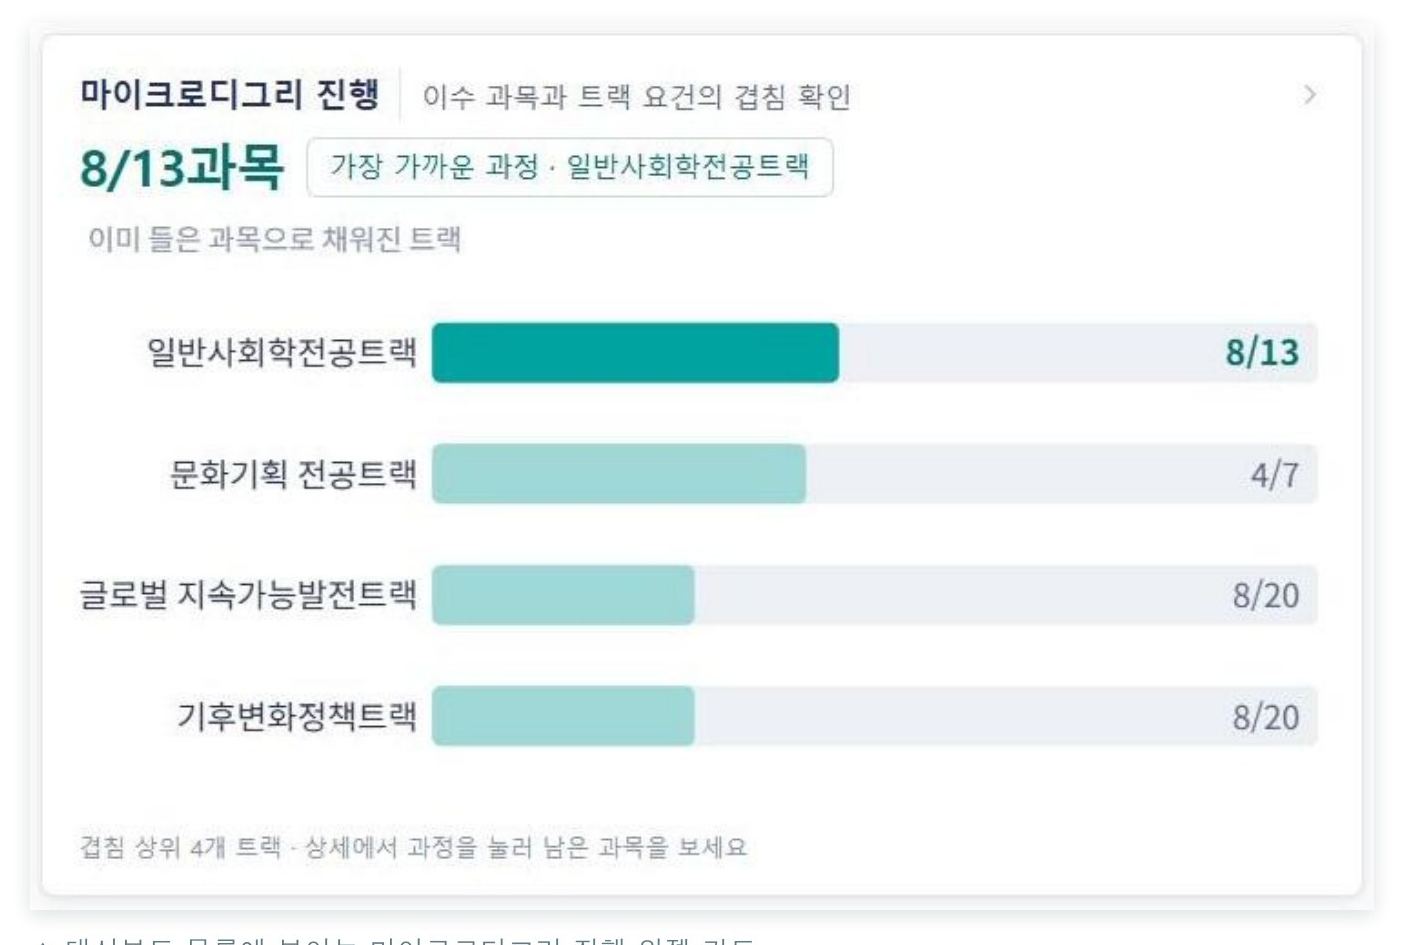 마이크로디그리 진행 이수 과목과 트랙 요건의 겹침 확인
8/13과목 가장 가까운 과정 · 일반사회학전공트랙
이미 들은 과목으로 채워진 트랙
일반사회학전공트랙 8/13
문화기획 전공트랙 4/7
글로벌 지속가능발전트랙 8/20
기후변화정책트랙 8/20
겹침 상위 4개 트랙 · 상세에서 과정을 눌러 남은 과목을 보세요